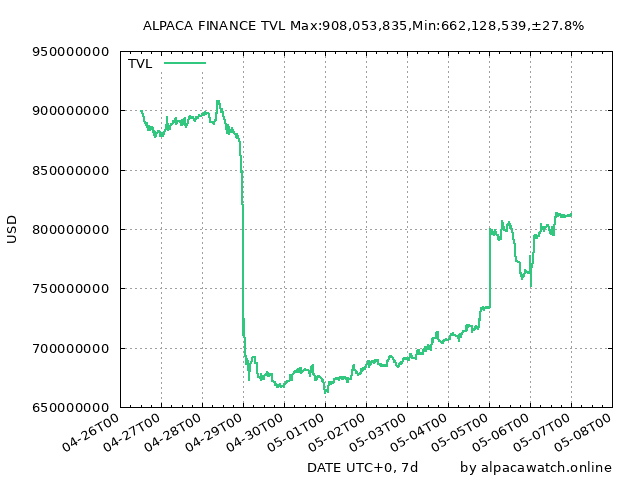 ALPACA FINANCE TVL Max:908,053,835,Min:662,128,539,±27.8%
950000000
TVL
900000000
850000000
800000000
USD
750000000
700000000
650000000
04-26T00
04-27T00
04-28T00
04-29T00
04-30T00
05-01T00
05-02T00
05-03T00
05-04T00
05-05T00
05-06T00
05-07T00
05-08T00
DATE UTC+0, 7d
by alpacawatch.online